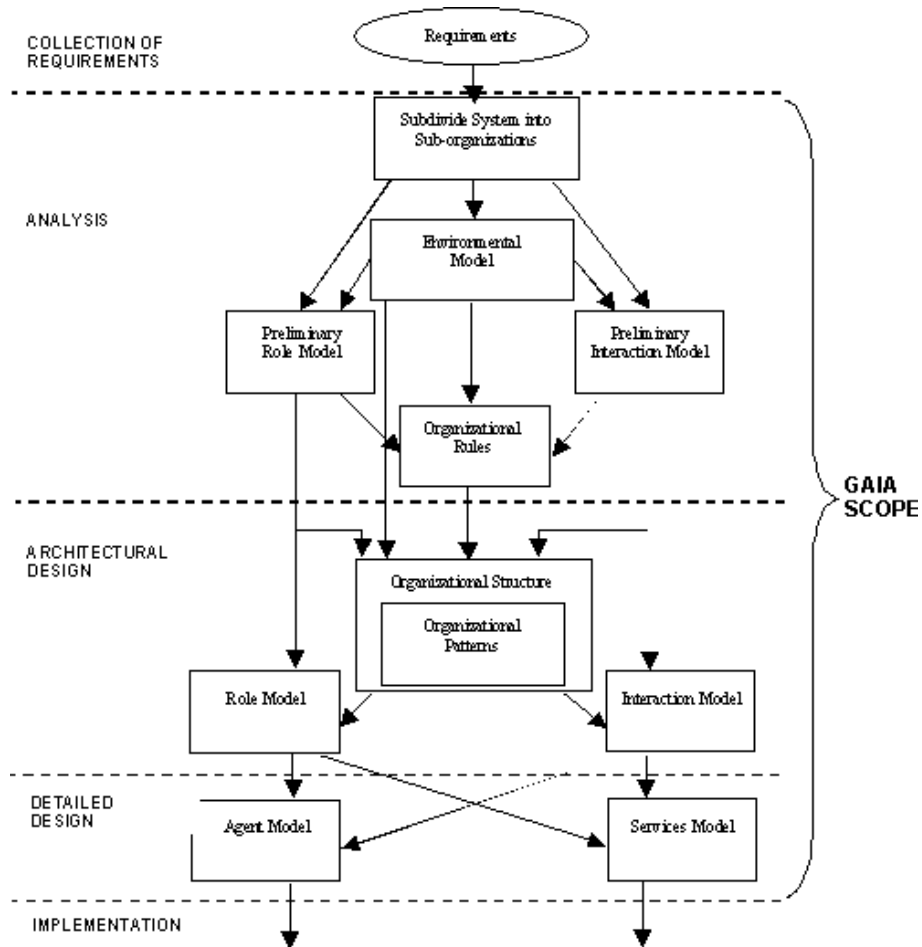 COLLECTION OF
REQUIREMENTS
Requirements
Subdivide System into
Sub-organizations
ANALYSIS
Environmental
Model
Preliminary
Role Model
Preliminary
Interaction Model
Organizational
Rules
GAIA
SCOPE
ARCHITECTURAL
DESIGN
Organizational Structure
Organizational
Patterns
Role Model
Interaction Model
DETAILED
DESIGN
Agent Model
Services Model
IMPLEMENTATION